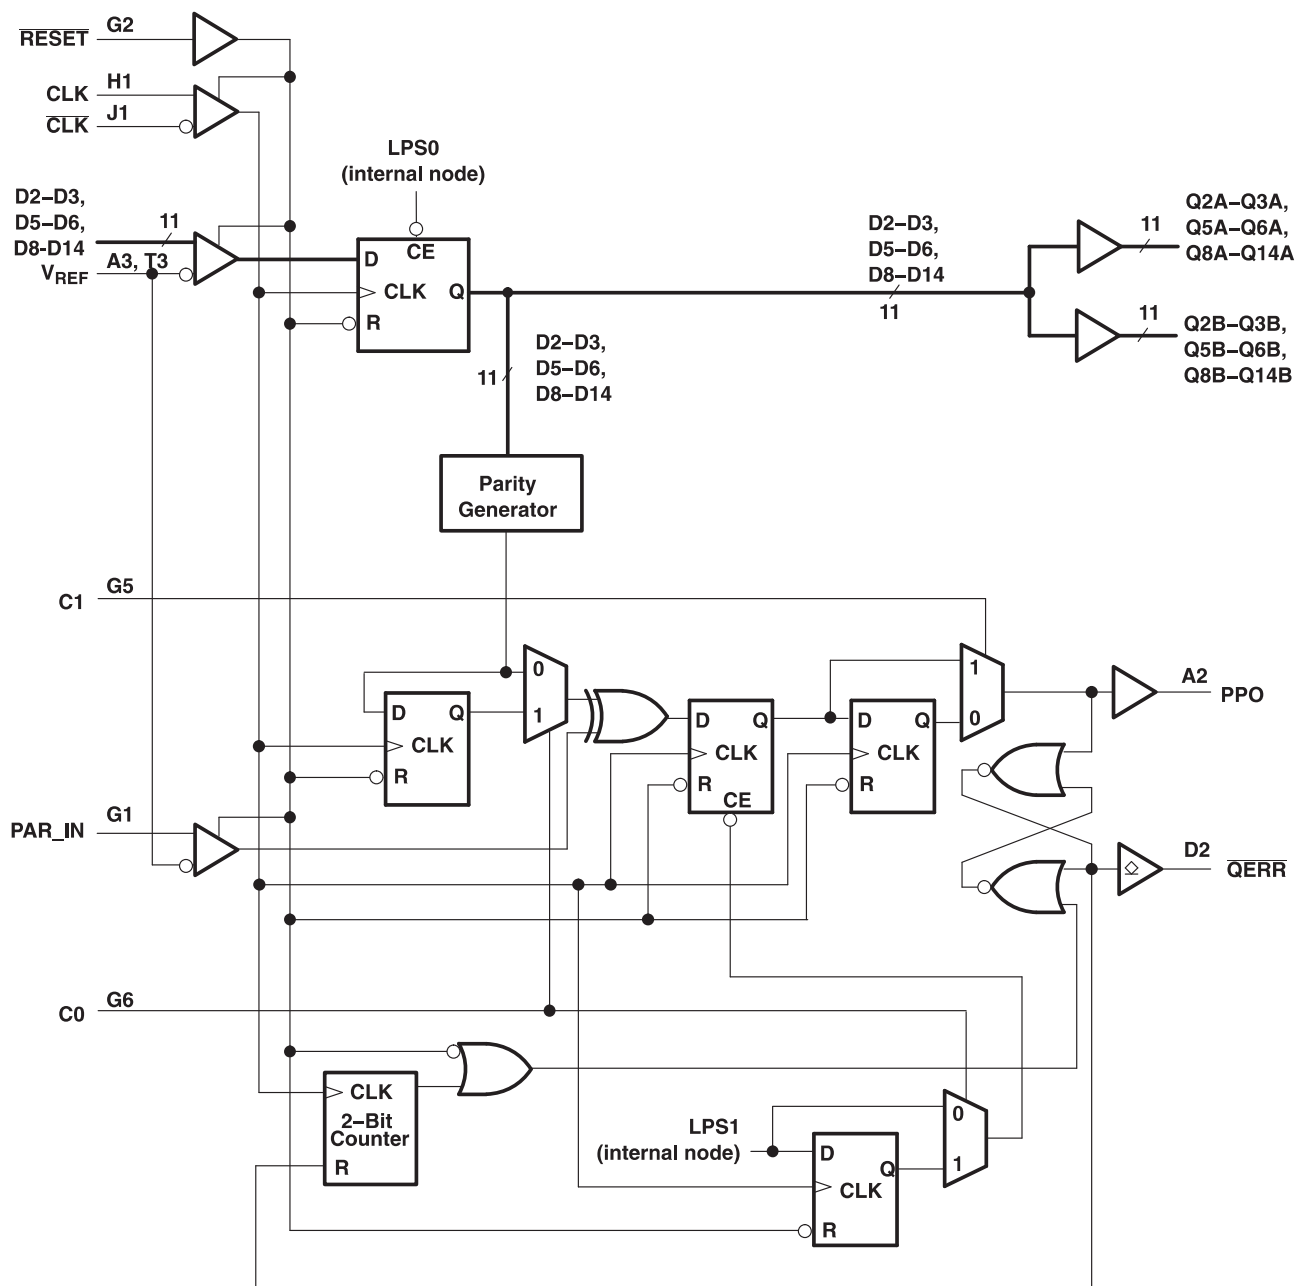 G2
RESET
H1
CLK
J1
CLK
LPS0
(internal node)
D2–D3,
D5–D6,
D8-D14
11
VREF
A3, T3
D
CE
CLK
Q
R
D2–D3,
D5–D6,
D8–D14
11
11
Q2A–Q3A,
Q5A–Q6A,
Q8A–Q14A
11
Q2B–Q3B,
Q5B–Q6B,
Q8B–Q14B
D2–D3,
D5–D6,
D8–D14
11
Parity
Generator
G5
C1
0
1
D
Q
CLK
R
D
Q
CLK
R
CE
D
Q
CLK
R
1
0
A2
PPO
G1
PAR_IN
D2
QERR
G6
C0
CLK
2–Bit
Counter
R
LPS1
(internal node)
0
1
D
Q
CLK
R